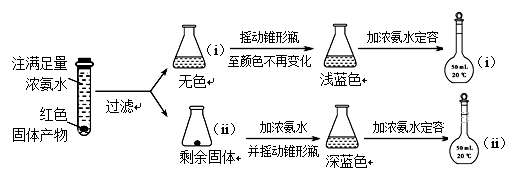 注满足量
浓氨水
红色
固体产物
过滤
(i)
无色
摇动锥形瓶
至颜色不再变化
浅蓝色
加浓氨水定容
50 mL
20 ℃
(i)
(ii)
剩余固体
加浓氨水
并摇动锥形瓶
深蓝色
加浓氨水定容
50 mL
20 ℃
(ii)